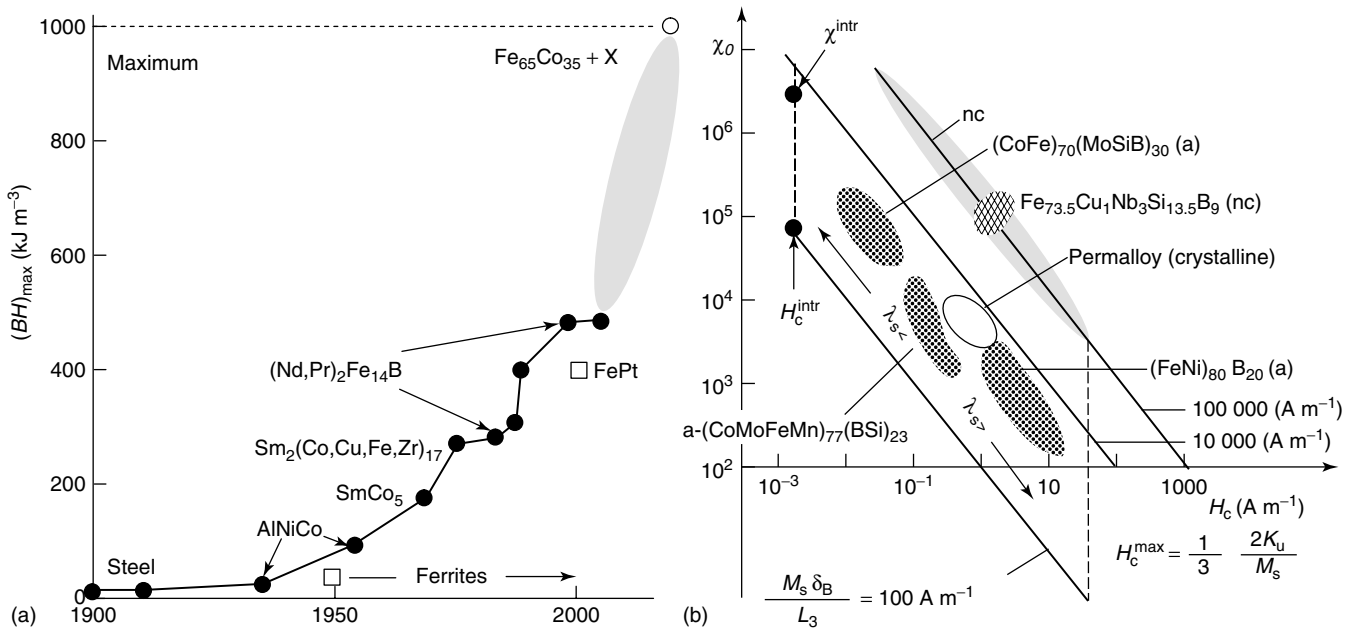 1000
800
600
400
200
0
(BH)max (kJ m−3)
Maximum
Fe65Co35 + X
(Nd,Pr)2Fe14B
FePt
Sm2(Co,Cu,Fe,Zr)17
SmCo5
AlNiCo
Steel
Ferrites
1900
1950
2000
(a)
χ0
χintr
106
105
104
103
102
nc
(CoFe)70(MoSiB)30 (a)
Fe73.5Cu1Nb3Si13.5B9 (nc)
Permalloy (crystalline)
Hcintr
λs<
λs>
(FeNi)80 B20 (a)
a-(CoMoFeMn)77(BSi)23
100 000 (A m−1)
10 000 (A m−1)
10−3
10−1
10
1000
Hc (A m−1)
Hcmax = 1/3 2Ku/Ms
Ms δB/L3 = 100 A m−1
(b)